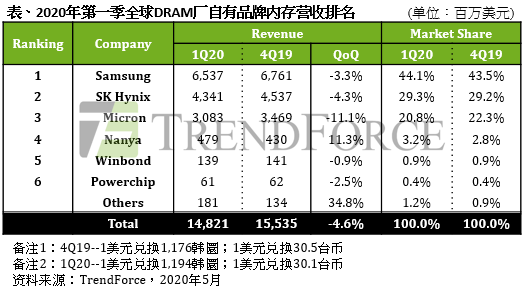 表、2020年第一季全球DRAM厂自有品牌内存营收排名 (单位：百万美元)
Ranking Company Revenue Market Share
1Q20 4Q19 QoQ 1Q20 4Q19
1 Samsung 6,537 6,761 -3.3% 44.1% 43.5%
2 SK Hynix 4,341 4,537 -4.3% 29.3% 29.2%
3 Micron 3,083 3,469 -11.1% 20.8% 22.3%
4 Nanya 479 430 11.3% 3.2% 2.8%
5 Winbond 139 141 -0.9% 0.9% 0.9%
6 Powerchip 61 62 -2.5% 0.4% 0.4%
Others 181 134 34.8% 1.2% 0.9%
Total 14,821 15,535 -4.6% 100.0% 100.0%
备注1：4Q19--1美元兑换1,176韩圜；1美元兑换30.5台币
备注2：1Q20--1美元兑换1,194韩圜；1美元兑换30.1台币
资料来源：TrendForce，2020年5月
TRENDFORCE